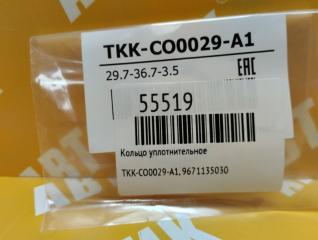 TKK-CO0029-A1
29.7-36.7-3.5
EAC
55519
Кольцо уплотнительное
TKK-CO0029-A1,9671135030